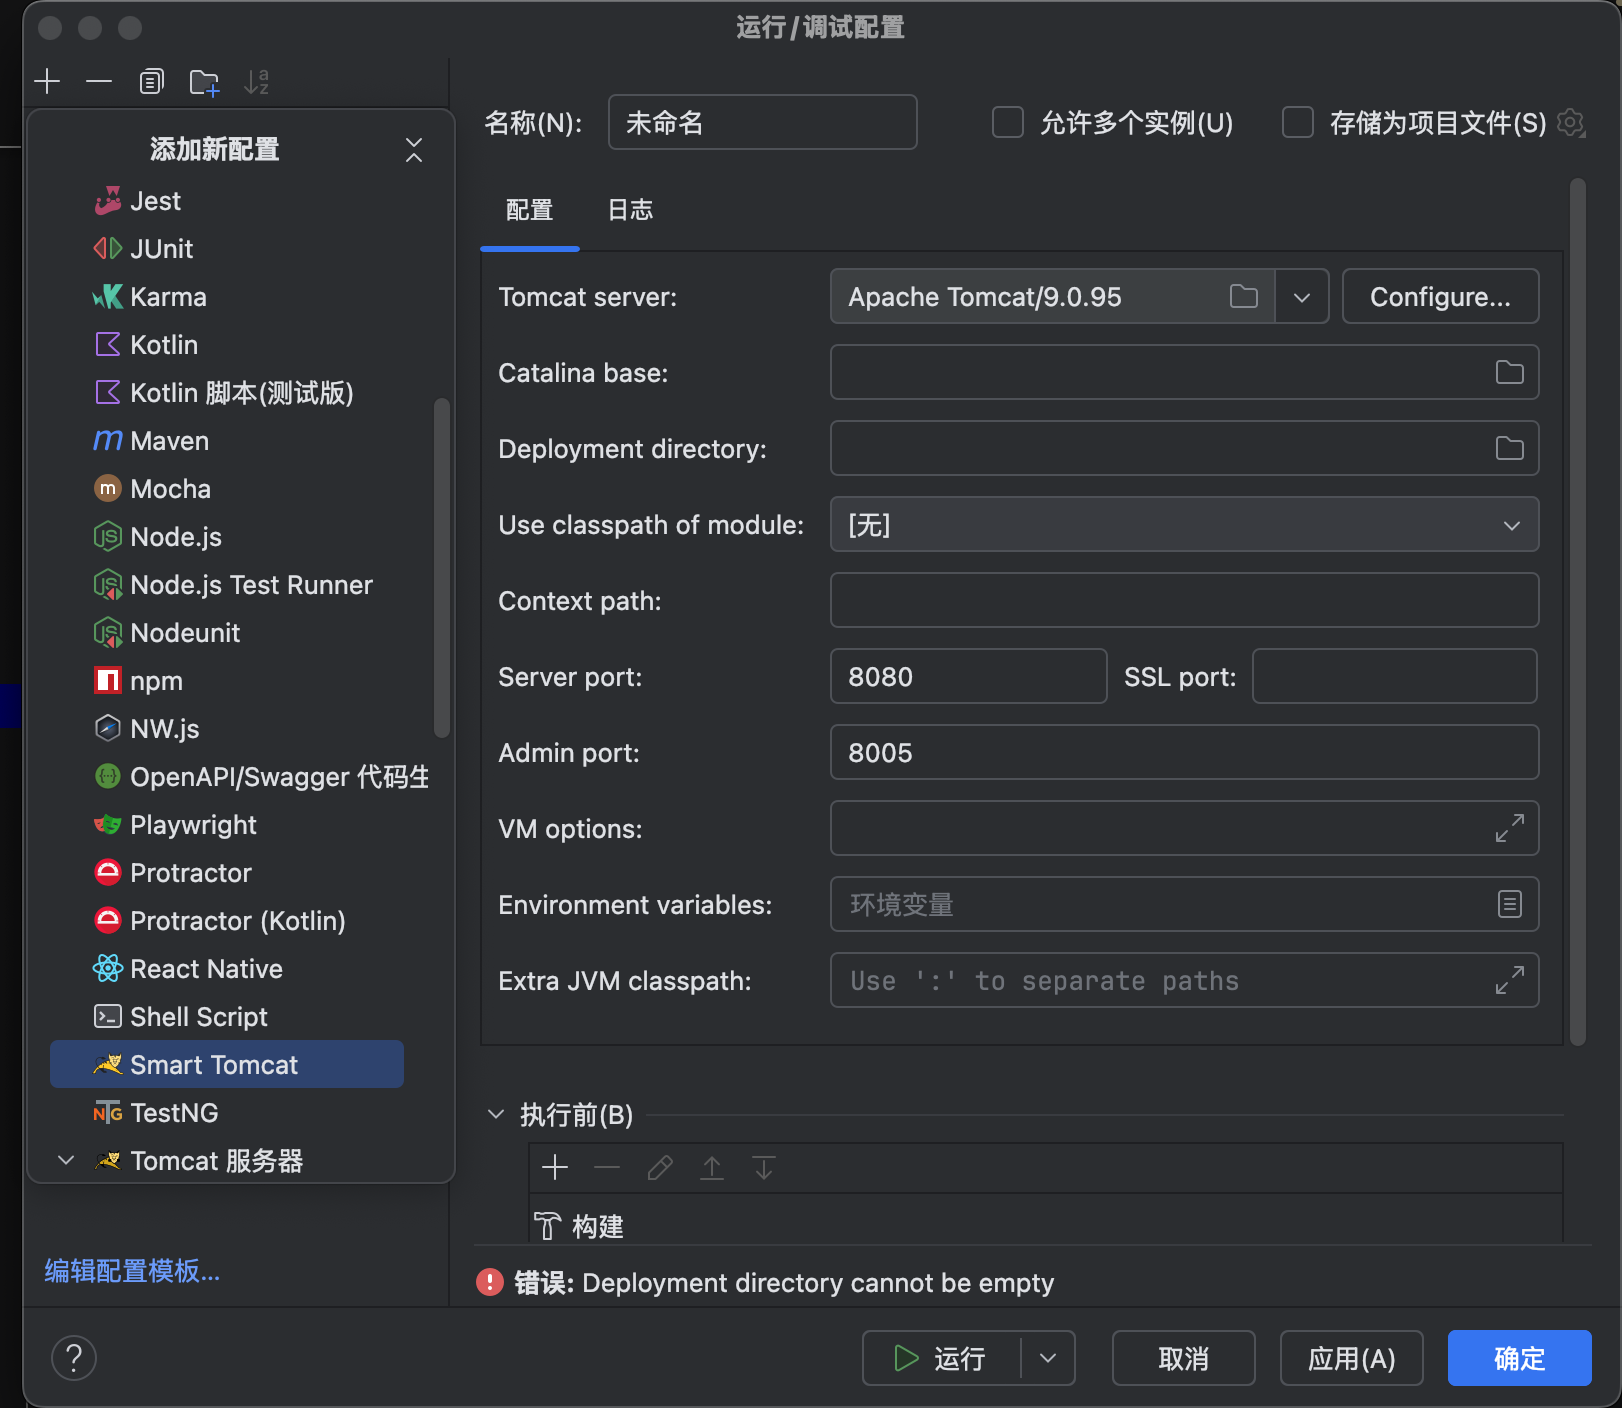 运行/调试配置
添加新配置
Jest
JUnit
Karma
Kotlin
Kotlin 脚本(测试版)
Maven
Mocha
Node.js
Node.js Test Runner
Nodeunit
npm
NW.js
OpenAPI/Swagger 代码生
Playwright
Protractor
Protractor (Kotlin)
React Native
Shell Script
Smart Tomcat
TestNG
Tomcat 服务器
编辑配置模板...
名称(N): 未命名 允许多个实例(U) 存储为项目文件(S)
配置 日志
Tomcat server: Apache Tomcat/9.0.95 Configure...
Catalina base:
Deployment directory:
Use classpath of module: [无]
Context path:
Server port: 8080 SSL port:
Admin port: 8005
VM options:
Environment variables: 环境变量
Extra JVM classpath: Use ':' to separate paths
执行前(B)
构建
错误: Deployment directory cannot be empty
? 运行 取消 应用(A) 确定